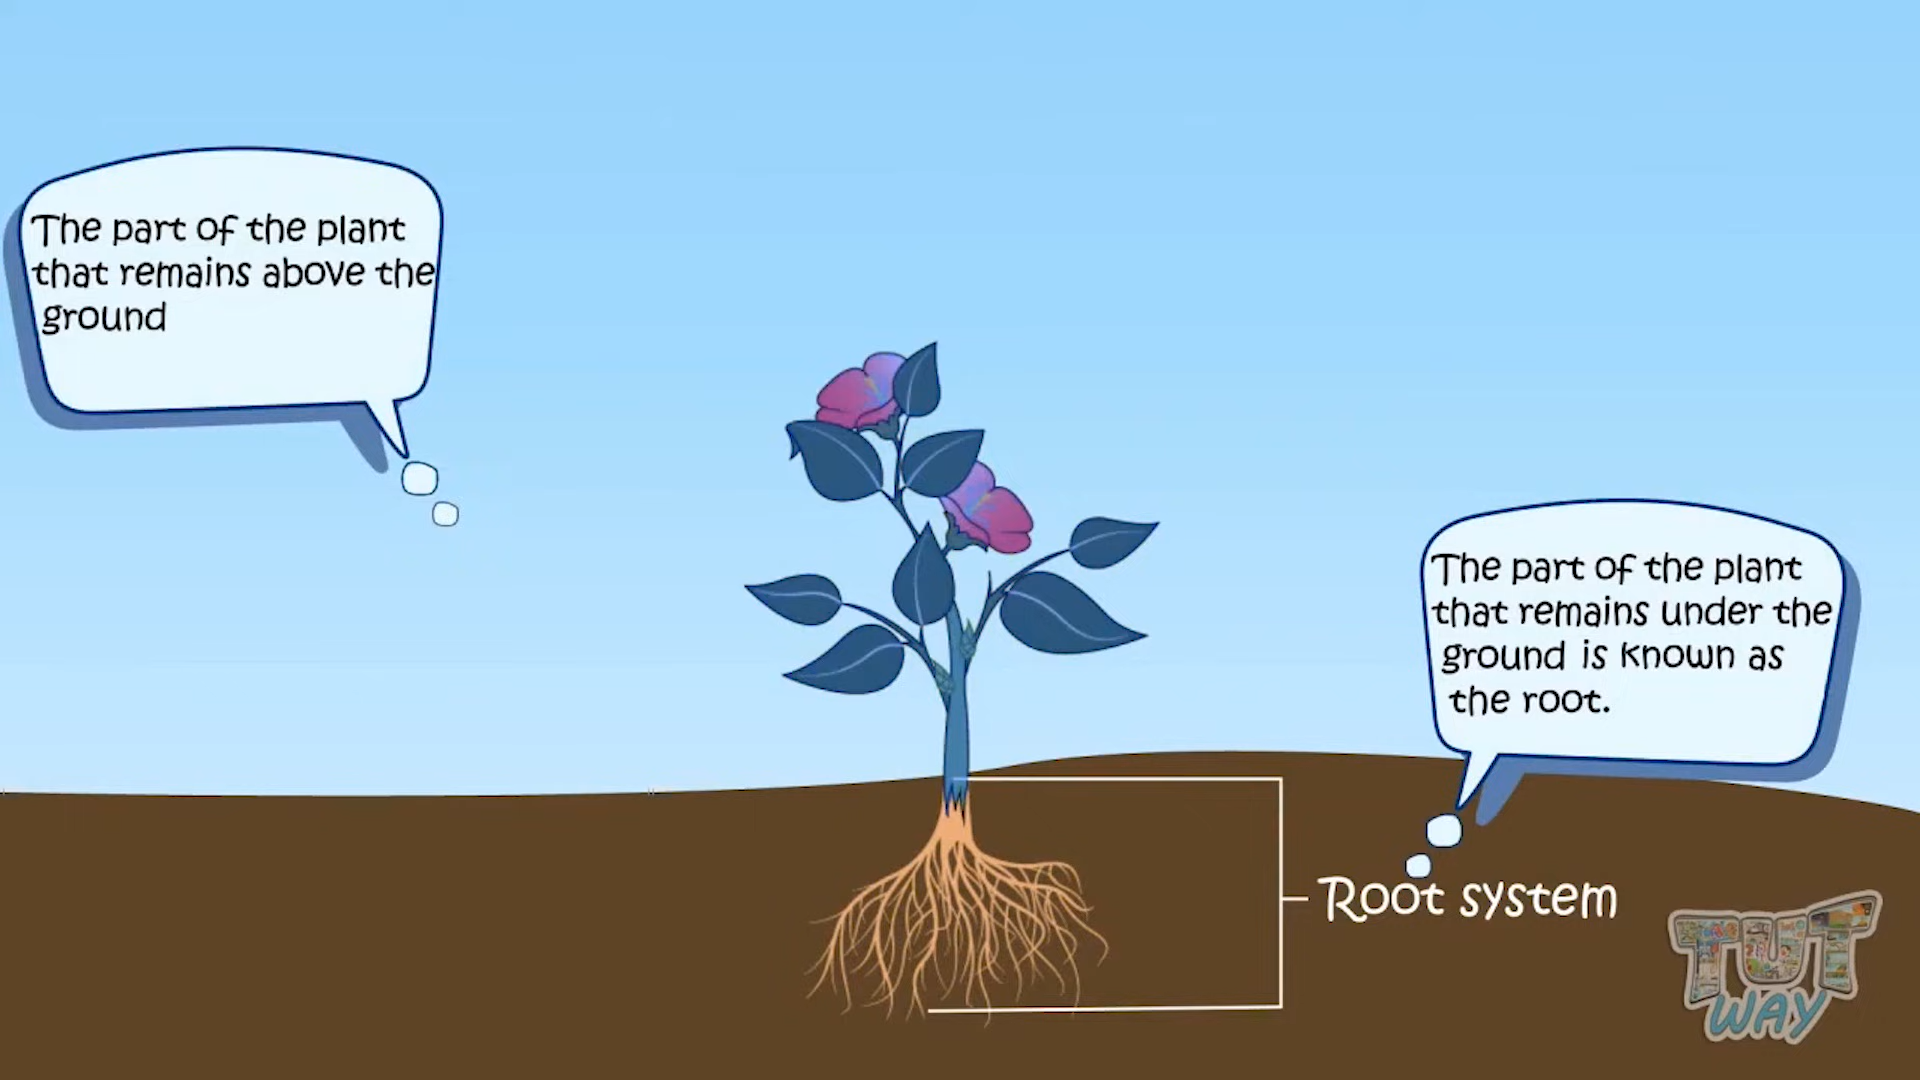 The part of the plant
that remains above the
ground
The part of the plant
that remains under the
ground is known as
the root.
Root system
TUT
WAY